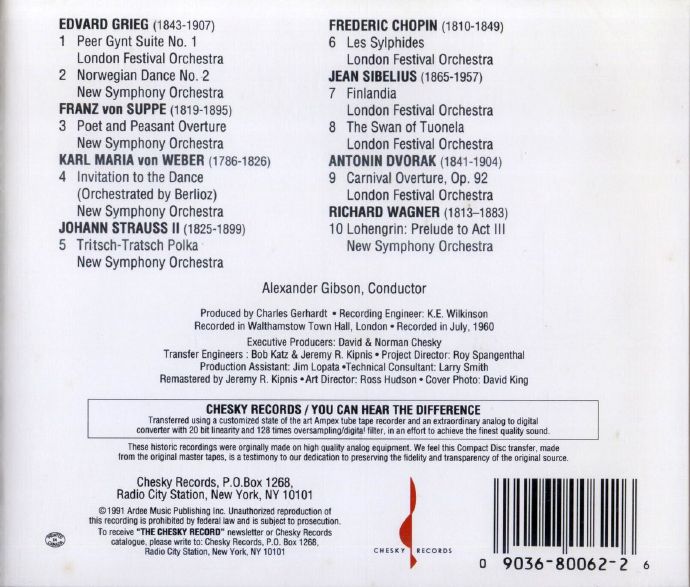 EDVARD GRIEG (1843-1907)
1 Peer Gynt Suite No. 1
London Festival Orchestra
2 Norwegian Dance No. 2
New Symphony Orchestra
FRANZ von SUPPE (1819-1895)
3 Poet and Peasant Overture
New Symphony Orchestra
KARL MARIA von WEBER (1786-1826)
4 Invitation to the Dance
(Orchestrated by Berlioz)
New Symphony Orchestra
JOHANN STRAUSS II (1825-1899)
5 Tritsch-Tratsch Polka
New Symphony Orchestra
FREDERIC CHOPIN (1810-1849)
6 Les Sylphides
London Festival Orchestra
JEAN SIBELIUS (1865-1957)
7 Finlandia
London Festival Orchestra
8 The Swan of Tuonela
London Festival Orchestra
ANTONIN DVORAK (1841-1904)
9 Carnival Overture, Op. 92
London Festival Orchestra
RICHARD WAGNER (1813–1883)
10 Lohengrin: Prelude to Act III
New Symphony Orchestra
Alexander Gibson, Conductor
Produced by Charles Gerhardt • Recording Engineer: K.E. Wilkinson
Recorded in Walthamstow Town Hall, London • Recorded in July, 1960
Executive Producers: David & Norman Chesky
Transfer Engineers : Bob Katz & Jeremy R. Kipnis • Project Director: Roy Spangenthal
Production Assistant: Jim Lopata •Technical Consultant: Larry Smith
Remastered by Jeremy R. Kipnis •Art Director: Ross Hudson • Cover Photo: David King
CHESKY RECORDS / YOU CAN HEAR THE DIFFERENCE
Transferred using a customized state of the art Ampex tube tape recorder and an extraordinary analog to digital
converter with 20 bit linearity and 128 times oversampling/digital filter, in an effort to achieve the finest quality sound.
These historic recordings were orginally made on high quality analog equipment. We feel this Compact Disc transfer, made
from the original master tapes, is a testimony to our dedication to preserving the fidelity and transparency of the original source.
Chesky Records, P.O.Box 1268,
Radio City Station, New York, NY 10101
©1991 Ardee Music Publishing Inc. Unauthorized reproduction of
this recording is prohibited by federal law and is subject to prosecution.
To receive "THE CHESKY RECORD" newsletter or Chesky Records
catalogue, please write to: Chesky Records, P.O. Box 1268,
Radio City Station, New York, NY 10101
CHESKY RECORDS
0 9036-80062-2 6